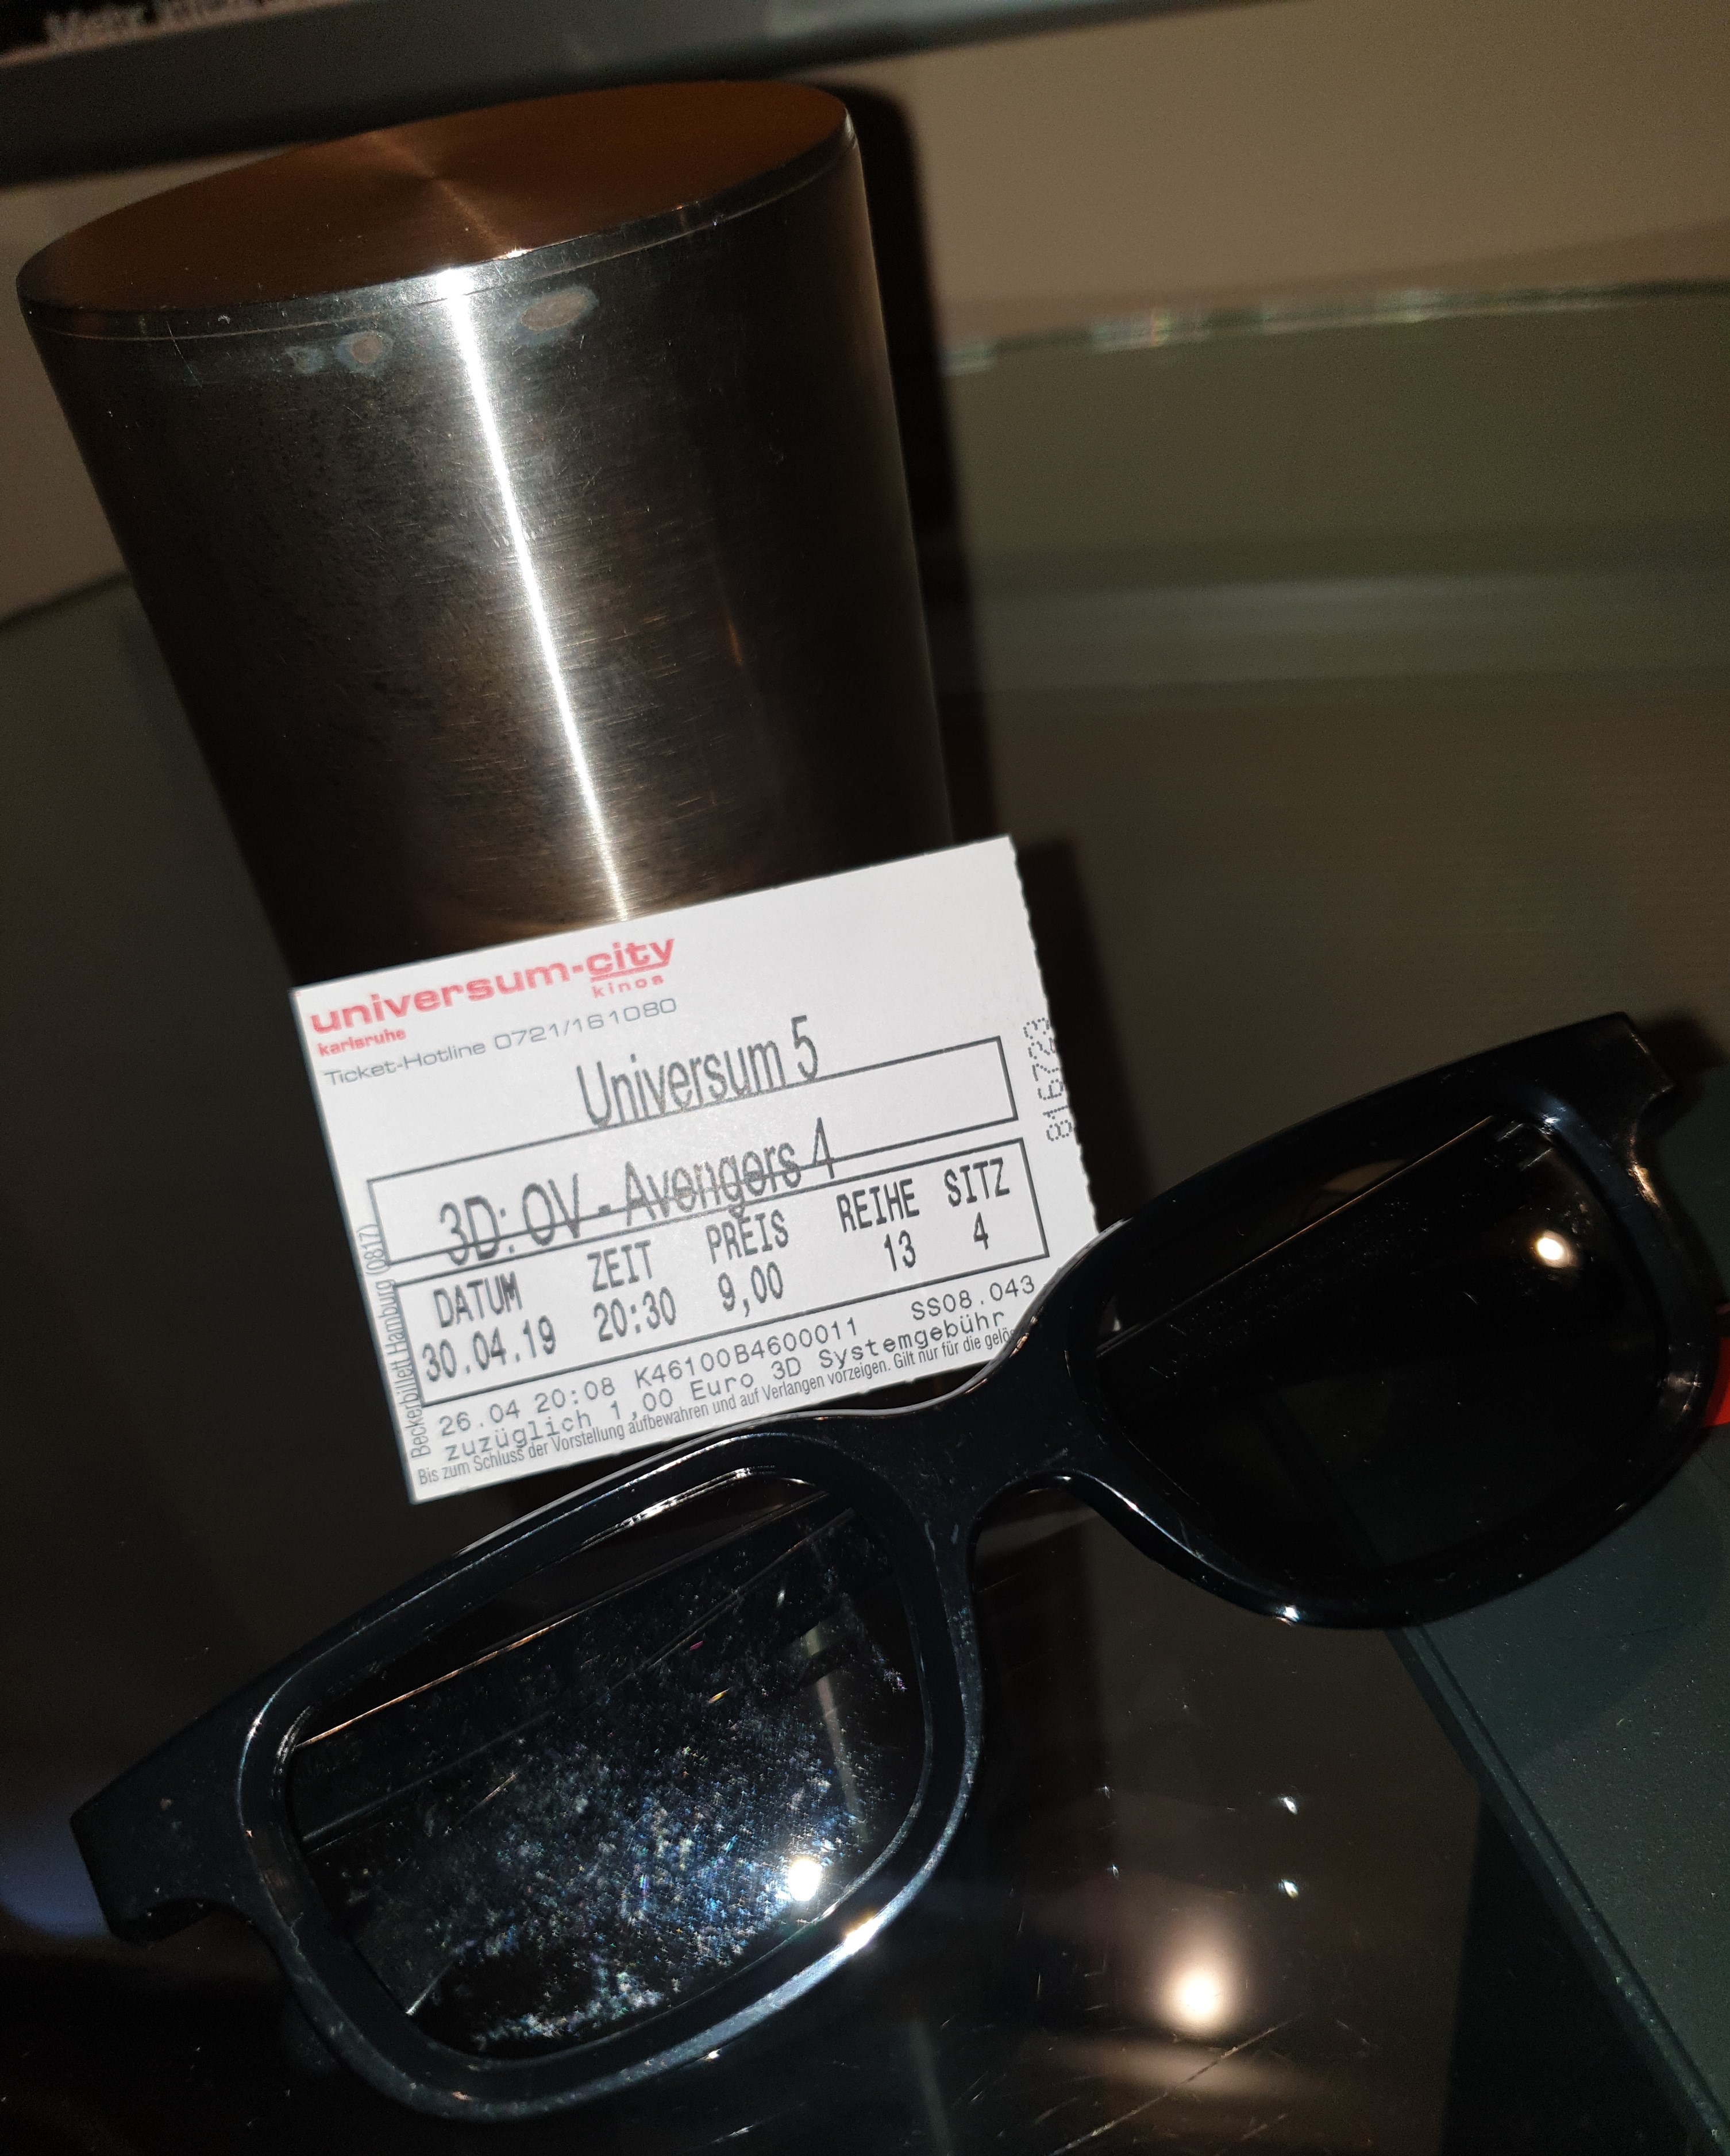 universum-city
kinos
karlsruhe
Ticket-Hotline 0721/161080
Universum 5
3D: OV - Avengers 4
DATUM ZEIT PREIS REIHE SITZ
30.04.19 20:30 9,00 13 4
26.04 20:08 K46100B4600011 SS08.043
zuzüglich 1,00 Euro 3D Systemgebühr
Bis zum Schluss der Vorstellung aufbewahren und auf Verlangen vorzeigen. Gilt nur für die gelös
Beckerbillett Hamburg (0817)
816723
Mehr